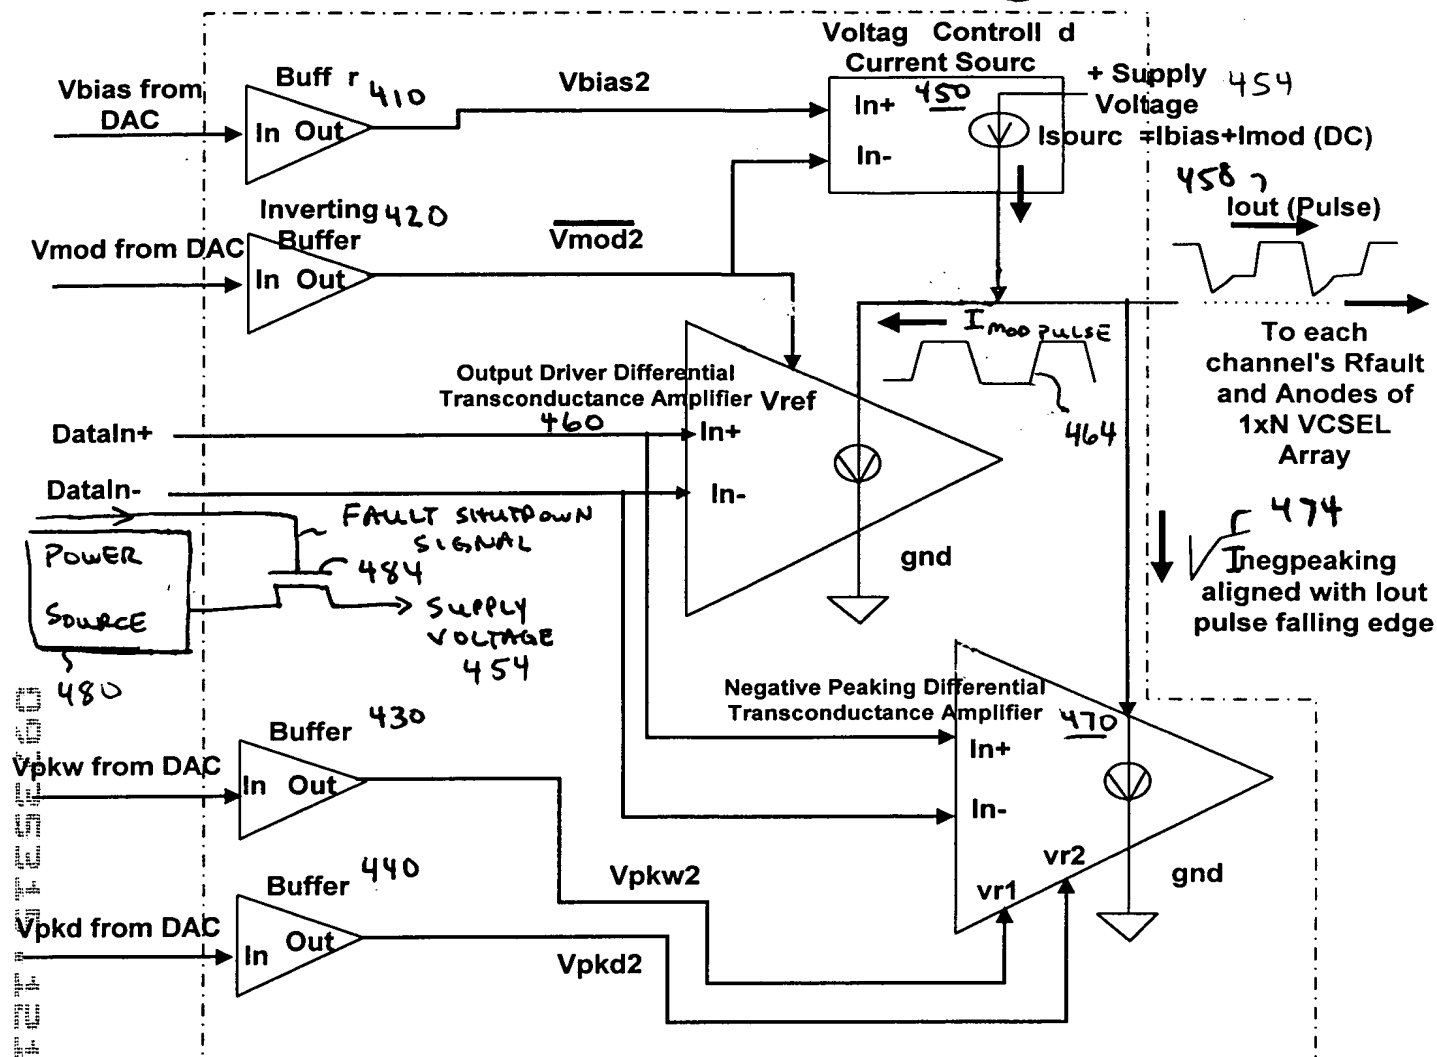 Voltag Controll d
Current Sourc
450
In+
In-
+ Supply
Voltage
454
Isourc =Ibias+Imod (DC)
Vbias from
DAC
Buff r
410
In Out
Vbias2
458
Iout (Pulse)
Inverting
Buffer
420
Vmod from DAC
In Out
Vmod2
I MOD PULSE
464
To each
channel's Rfault
and Anodes of
1xN VCSEL
Array
Output Driver Differential
Transconductance Amplifier
460
Vref
In+
In-
gnd
DataIn+
DataIn-
FAULT SHUTDOWN
SIGNAL
484
POWER
SOURCE
480
SUPPLY
VOLTAGE
454
474
Inegpeaking
aligned with Iout
pulse falling edge
Negative Peaking Differential
Transconductance Amplifier
470
In+
In-
vr2
vr1
gnd
Buffer
430
Vpkw from DAC
In Out
Vpkw2
Buffer
440
Vpkd from DAC
In Out
Vpkd2